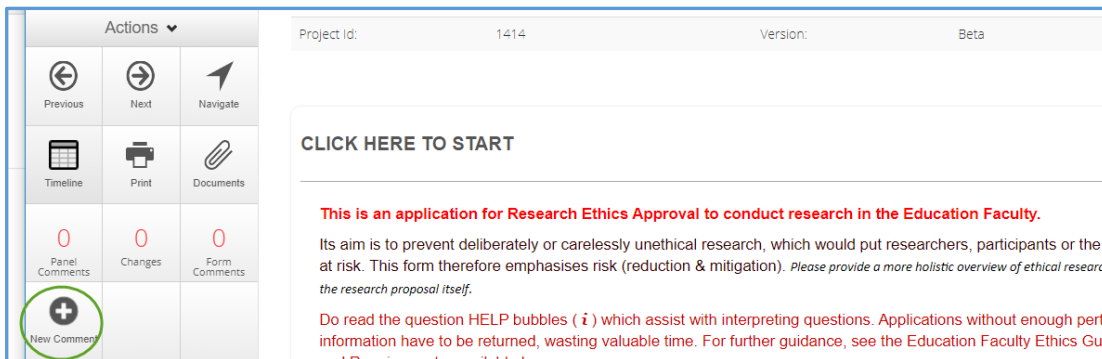 Actions
Project Id: 1414 Version: Beta
Previous Next Navigate
CLICK HERE TO START
Timeline Print Documents
This is an application for Research Ethics Approval to conduct research in the Education Faculty.
Its aim is to prevent deliberately or carelessly unethical research, which would put researchers, participants or the
0 0 0
Panel Comments Changes Form Comments
at risk. This form therefore emphasises risk (reduction & mitigation). Please provide a more holistic overview of ethical researc
the research proposal itself.
New Comment
Do read the question HELP bubbles ( i ) which assist with interpreting questions. Applications without enough pert
information have to be returned, wasting valuable time. For further guidance, see the Education Faculty Ethics Gu